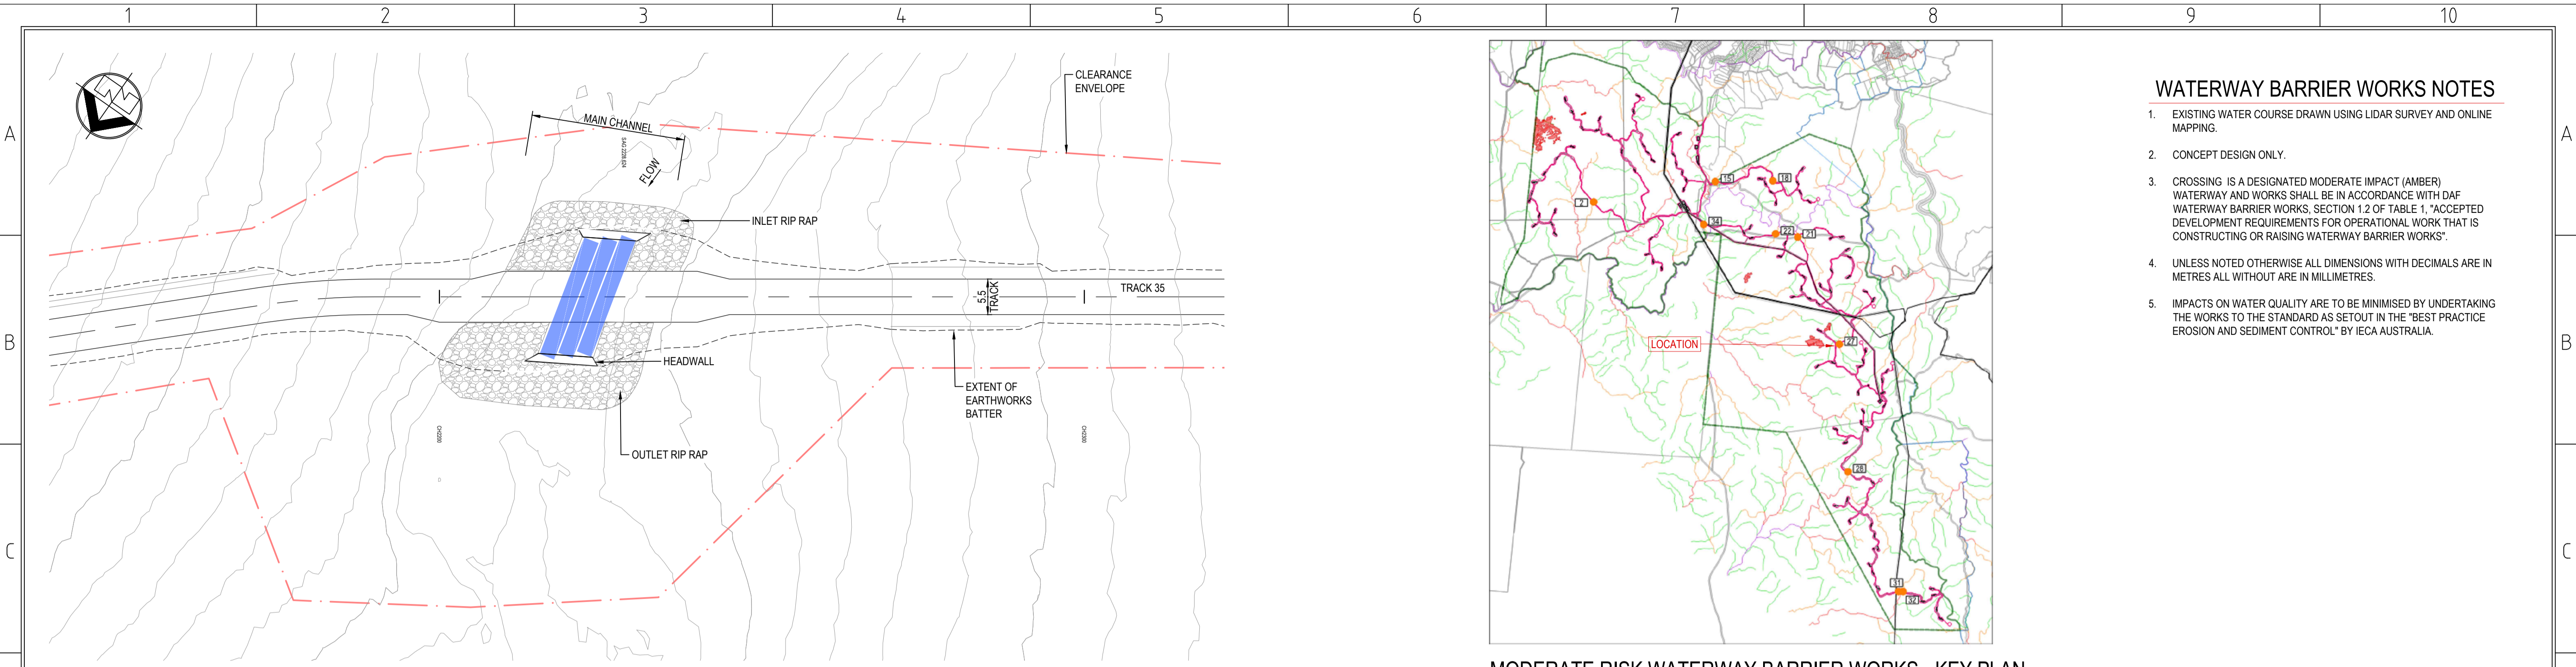 1 2 3 4 5 6 7 8 9 10
A
B
C
A
B
C
N
CLEARANCE
ENVELOPE
MAIN CHANNEL
FLOW
INLET RIP RAP
5.5
TRACK
TRACK 35
HEADWALL
EXTENT OF
EARTHWORKS
BATTER
OUTLET RIP RAP
15
18
2
34
22
21
LOCATION
27
28
31
32
MODERATE RISK WATERWAY BARRIER WORKS - KEY PLAN
WATERWAY BARRIER WORKS NOTES
1. EXISTING WATER COURSE DRAWN USING LIDAR SURVEY AND ONLINE
MAPPING.
2. CONCEPT DESIGN ONLY.
3. CROSSING IS A DESIGNATED MODERATE IMPACT (AMBER)
WATERWAY AND WORKS SHALL BE IN ACCORDANCE WITH DAF
WATERWAY BARRIER WORKS, SECTION 1.2 OF TABLE 1, "ACCEPTED
DEVELOPMENT REQUIREMENTS FOR OPERATIONAL WORK THAT IS
CONSTRUCTING OR RAISING WATERWAY BARRIER WORKS".
4. UNLESS NOTED OTHERWISE ALL DIMENSIONS WITH DECIMALS ARE IN
METRES ALL WITHOUT ARE IN MILLIMETRES.
5. IMPACTS ON WATER QUALITY ARE TO BE MINIMISED BY UNDERTAKING
THE WORKS TO THE STANDARD AS SETOUT IN THE "BEST PRACTICE
EROSION AND SEDIMENT CONTROL" BY IECA AUSTRALIA.